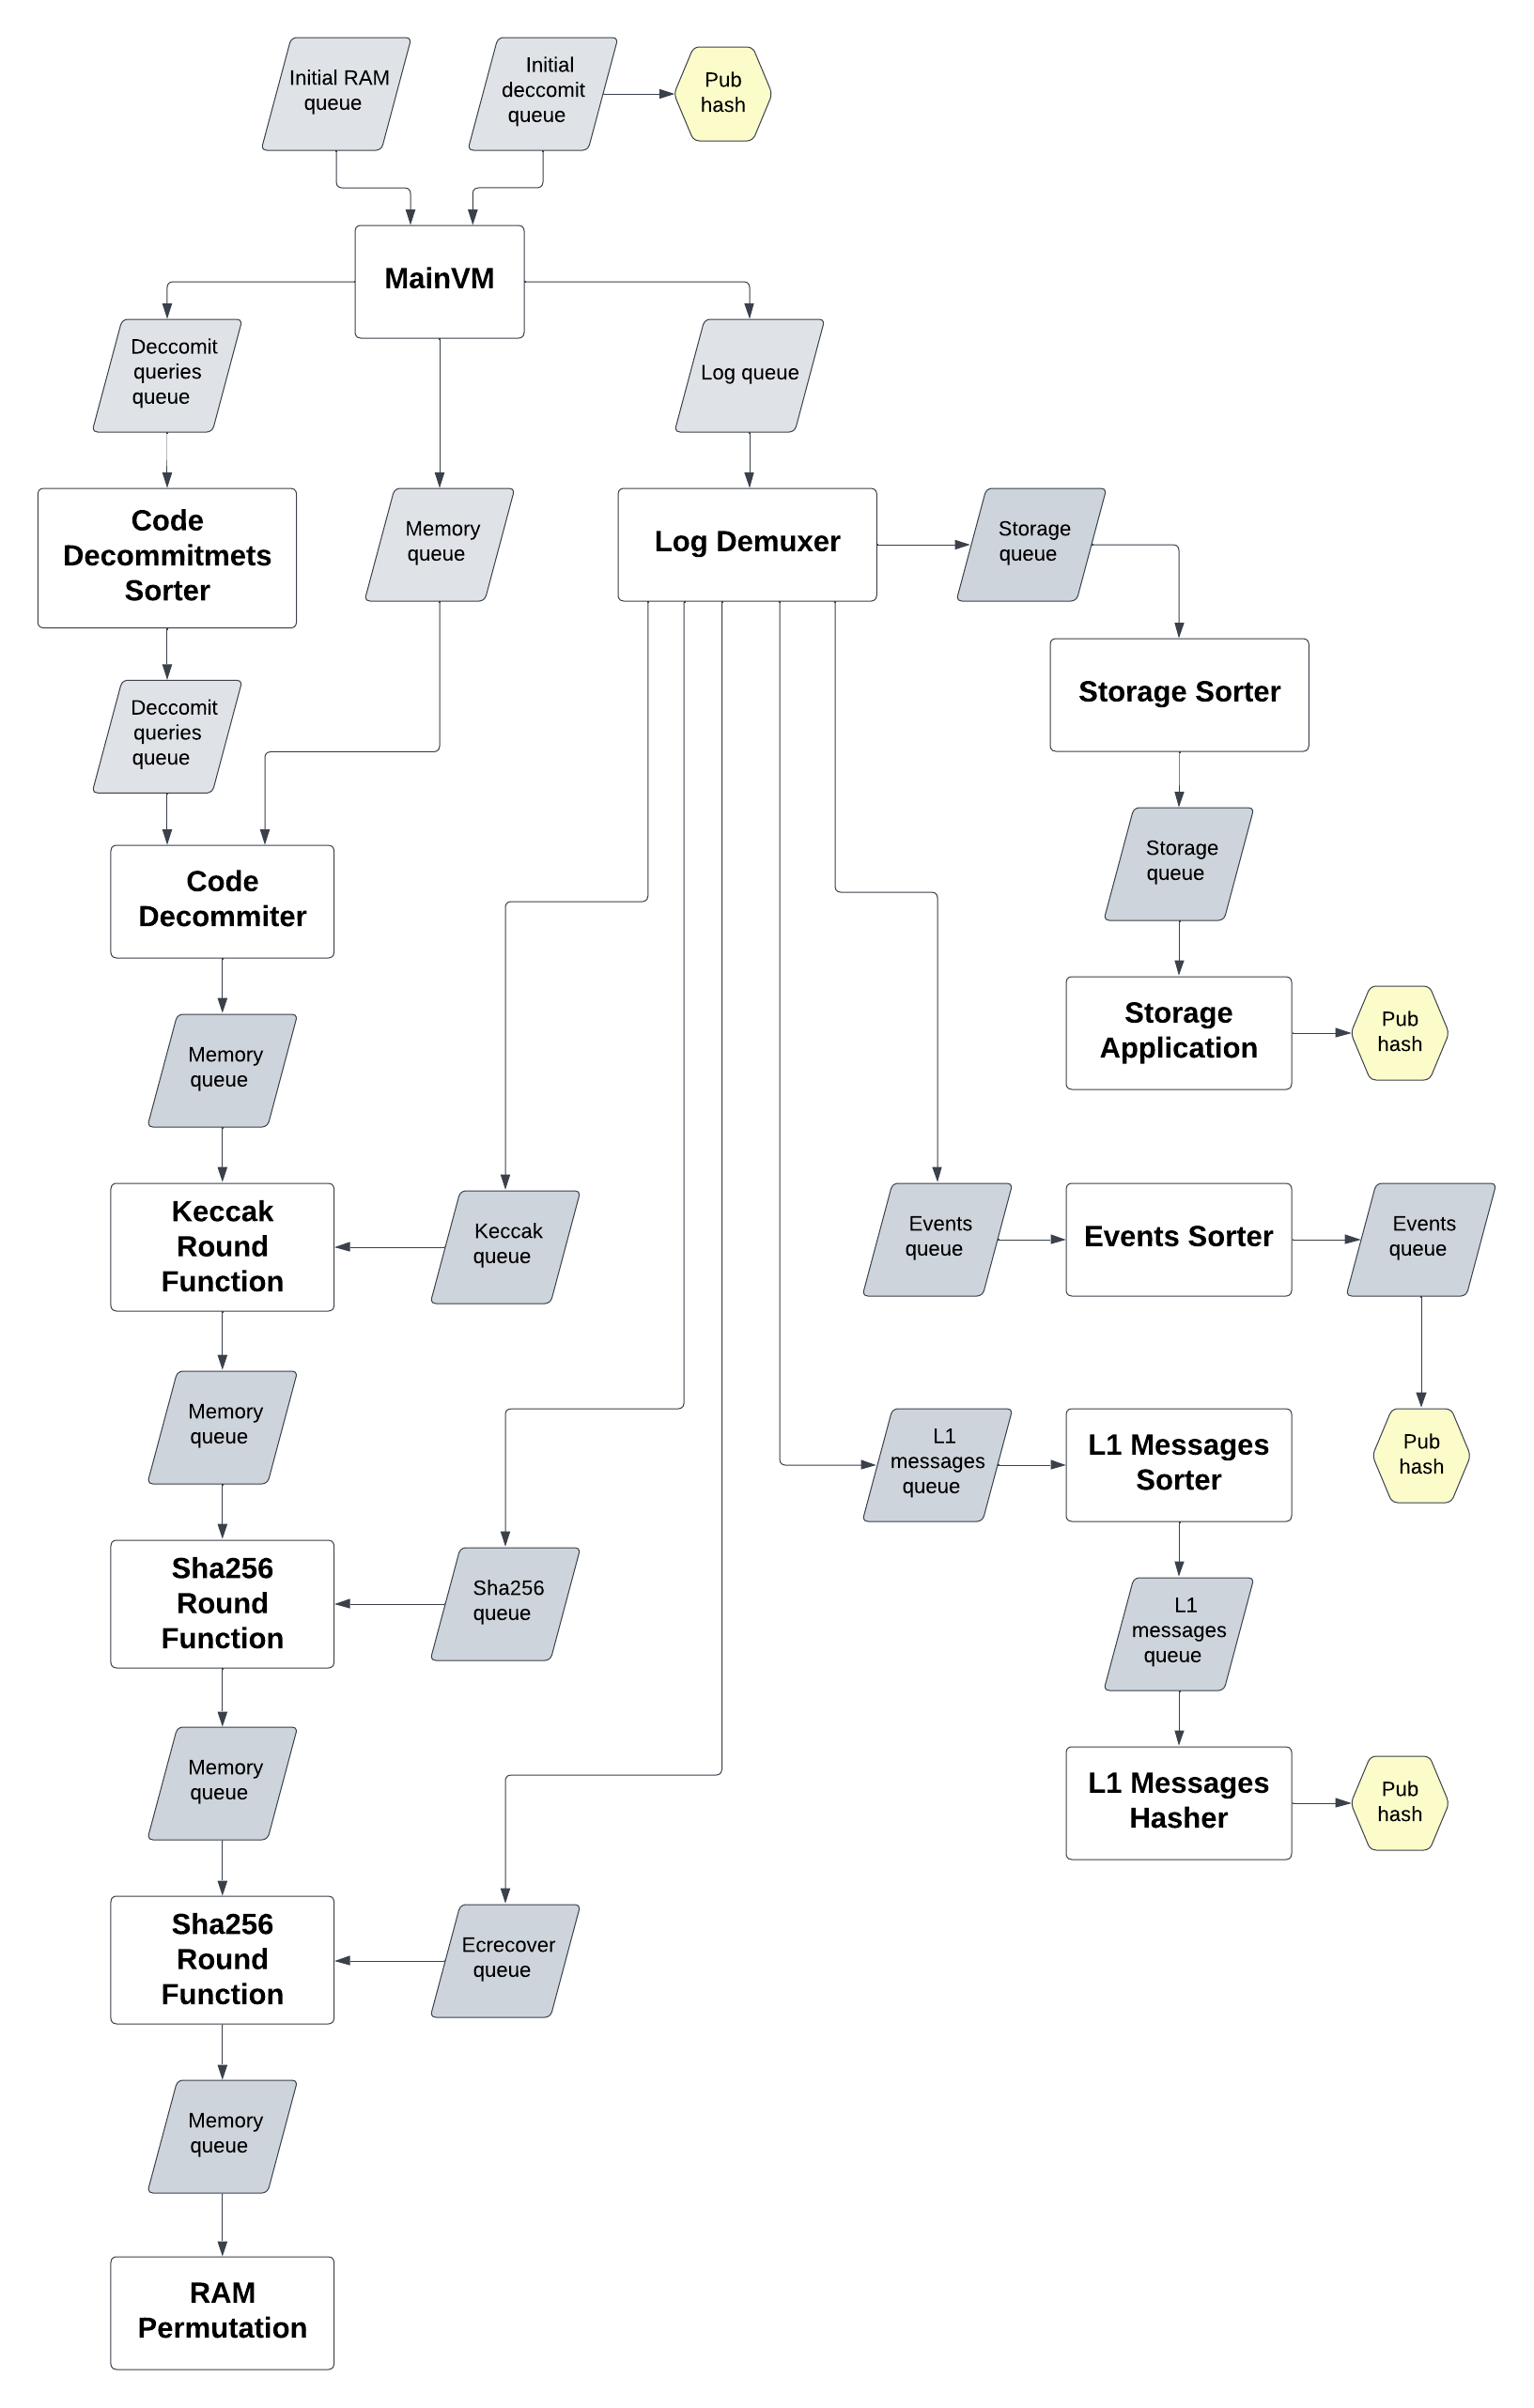 Initial RAM
queue
Initial
deccomit
queue
Pub
hash
MainVM
Deccomit
queries
queue
Log queue
Code
Decommitmets
Sorter
Memory
queue
Log Demuxer
Storage
queue
Storage Sorter
Deccomit
queries
queue
Storage
queue
Code
Decommiter
Storage
Application
Pub
hash
Memory
queue
Keccak
Round
Function
Keccak
queue
Events
queue
Events Sorter
Events
queue
Memory
queue
L1
messages
queue
L1 Messages
Sorter
Pub
hash
Sha256
Round
Function
Sha256
queue
L1
messages
queue
Memory
queue
L1 Messages
Hasher
Pub
hash
Sha256
Round
Function
Ecrecover
queue
Memory
queue
RAM
Permutation